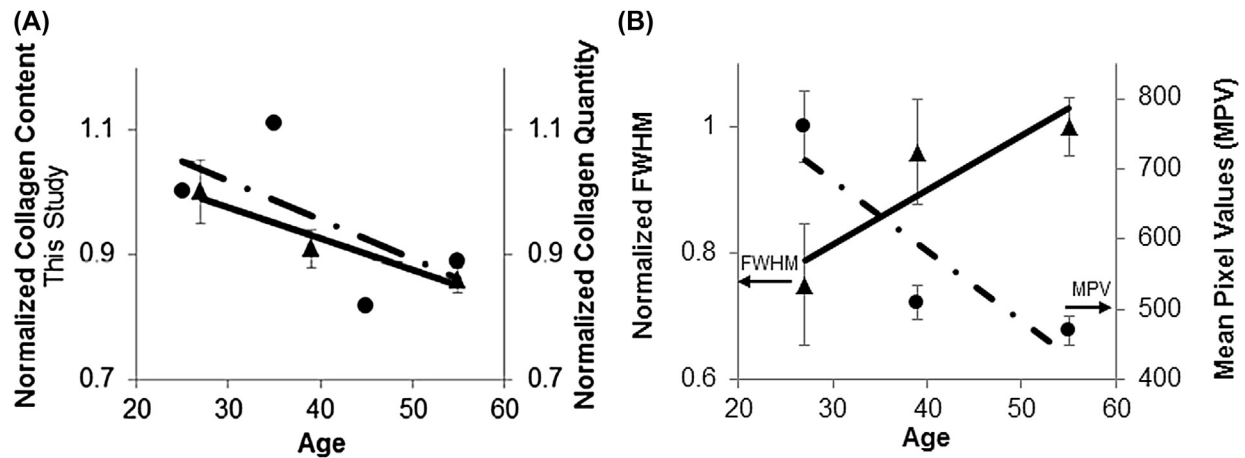 (A)
Normalized Collagen Content
This Study
1.1
0.9
0.7
20
30
40
50
60
Age
1.1
0.9
0.7
Normalized Collagen Quantity
(B)
Normalized FWHM
1
0.8
0.6
FWHM
MPV
20
30
40
50
60
Age
800
700
600
500
400
Mean Pixel Values (MPV)